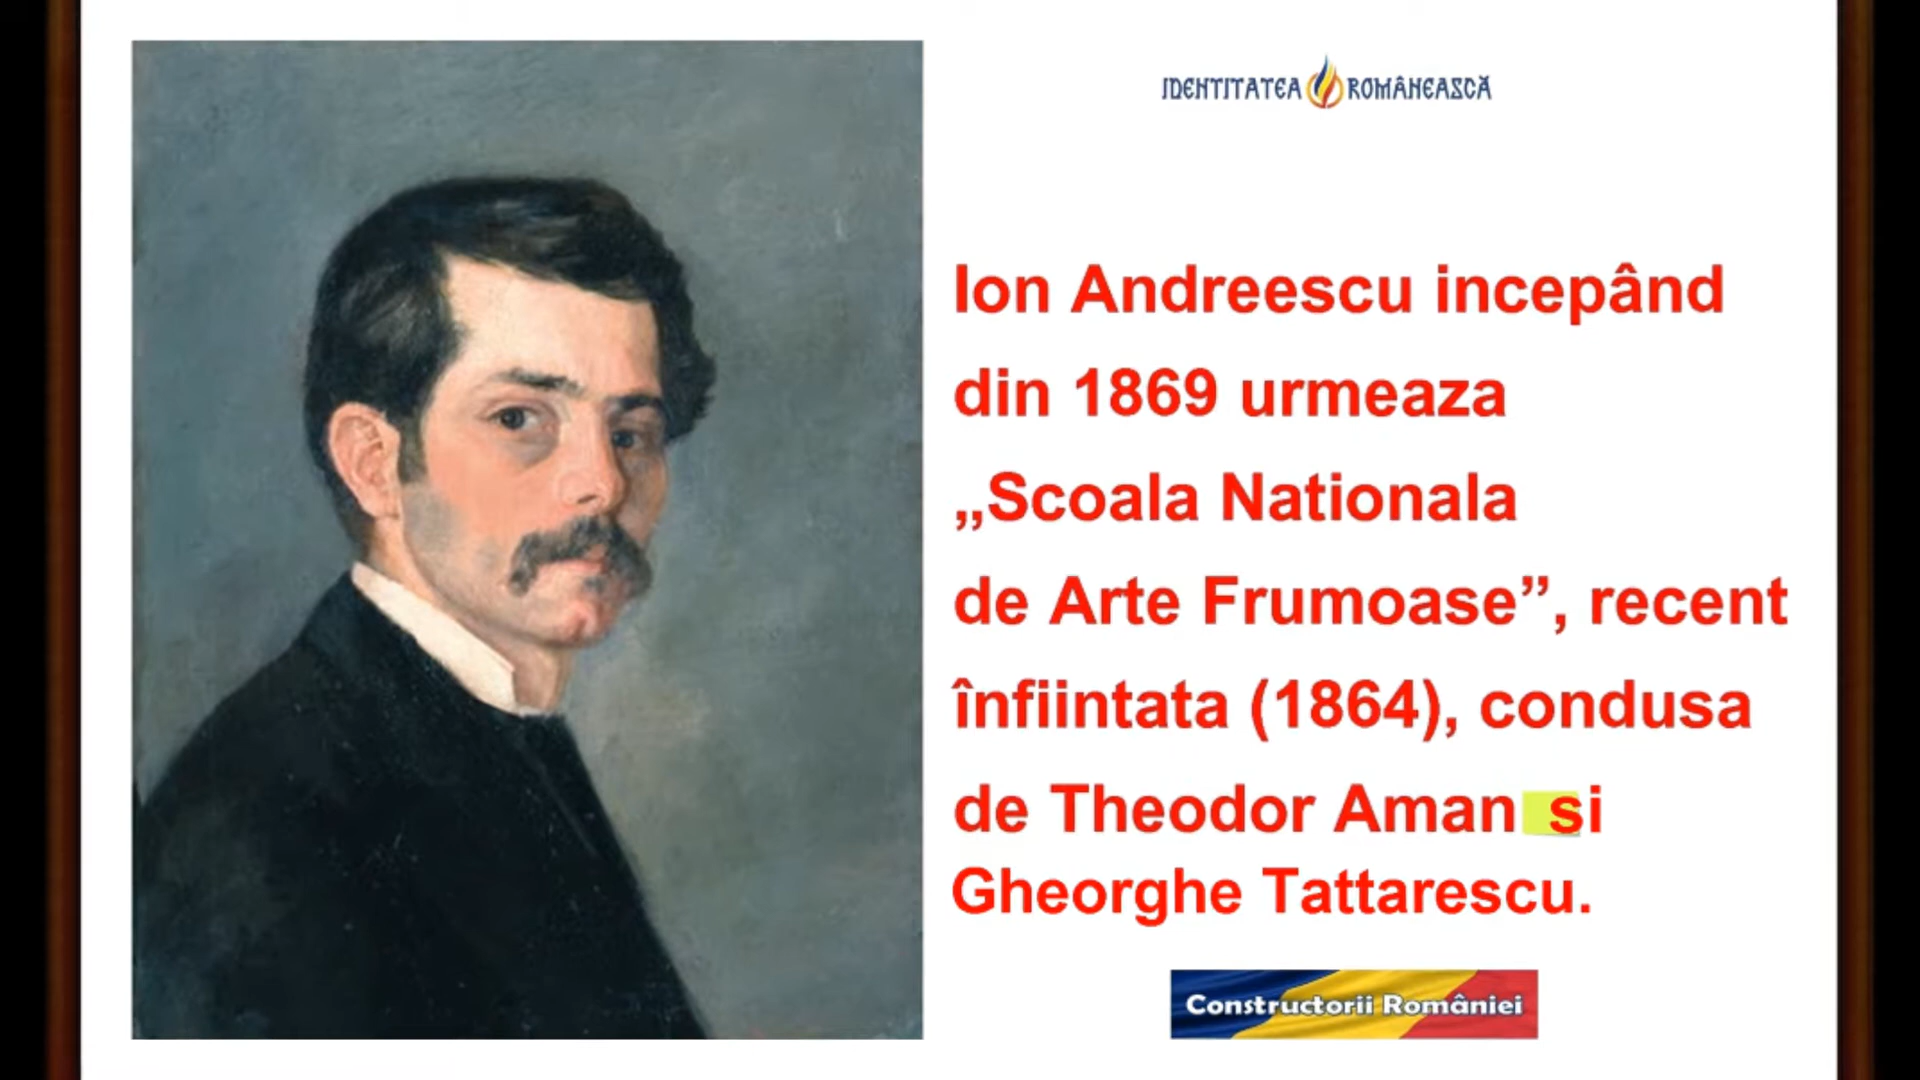 IDENTITATEA ROMÂNEASCĂ
Ion Andreescu incepând
din 1869 urmeaza
„Scoala Nationala
de Arte Frumoase”, recent
înfiintata (1864), condusa
de Theodor Aman si
Gheorghe Tattarescu.
Constructorii României